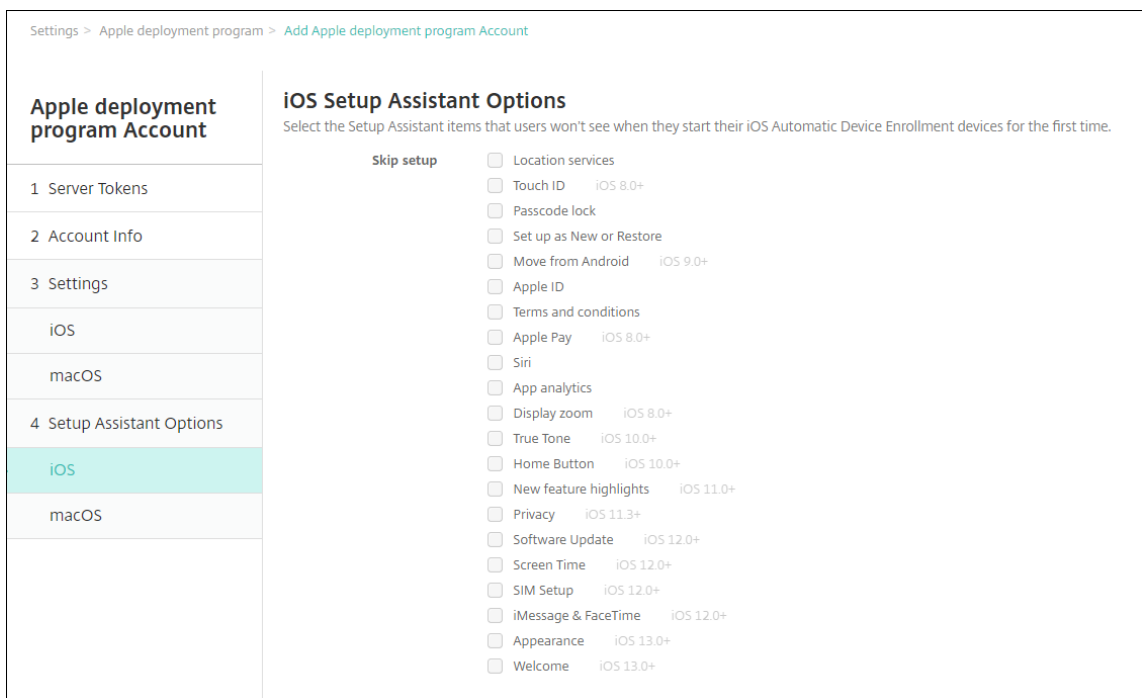 Settings > Apple deployment program > Add Apple deployment program Account
Apple deployment
program Account
1 Server Tokens
2 Account Info
3 Settings
iOS
macOS
4 Setup Assistant Options
iOS
macOS
iOS Setup Assistant Options
Select the Setup Assistant items that users won't see when they start their iOS Automatic Device Enrollment devices for the first time.
Skip setup
Location services
Touch ID iOS 8.0+
Passcode lock
Set up as New or Restore
Move from Android iOS 9.0+
Apple ID
Terms and conditions
Apple Pay iOS 8.0+
Siri
App analytics
Display zoom iOS 8.0+
True Tone iOS 10.0+
Home Button iOS 10.0+
New feature highlights iOS 11.0+
Privacy iOS 11.3+
Software Update iOS 12.0+
Screen Time iOS 12.0+
SIM Setup iOS 12.0+
iMessage & FaceTime iOS 12.0+
Appearance iOS 13.0+
Welcome iOS 13.0+